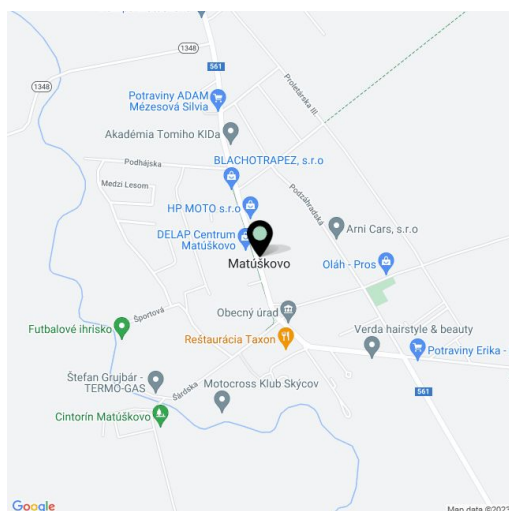 1348
561
1348
Potraviny ADAM
Mézesová Silvia
Proletárska III.
Akadémia Tomiho KIDa
Podhájska
BLACHOTRAPEZ, s.r.o
Medzi Lesom
Podzáhradská
HP MOTO s.r.o
DELAP Centrum
Matúškovo
Arni Cars, s.r.o
Matúškovo
Oláh - Pros
Športová
Obecný úrad
Futbalové ihrisko
Reštaurácia Taxon
Verda hairstyle & beauty
Potraviny Erika -
Štefan Grujbár -
TERMO-GAS
Šárdska
Motocross Klub Skýcov
561
Cintorín Matúškovo
Google
Map data ©2023